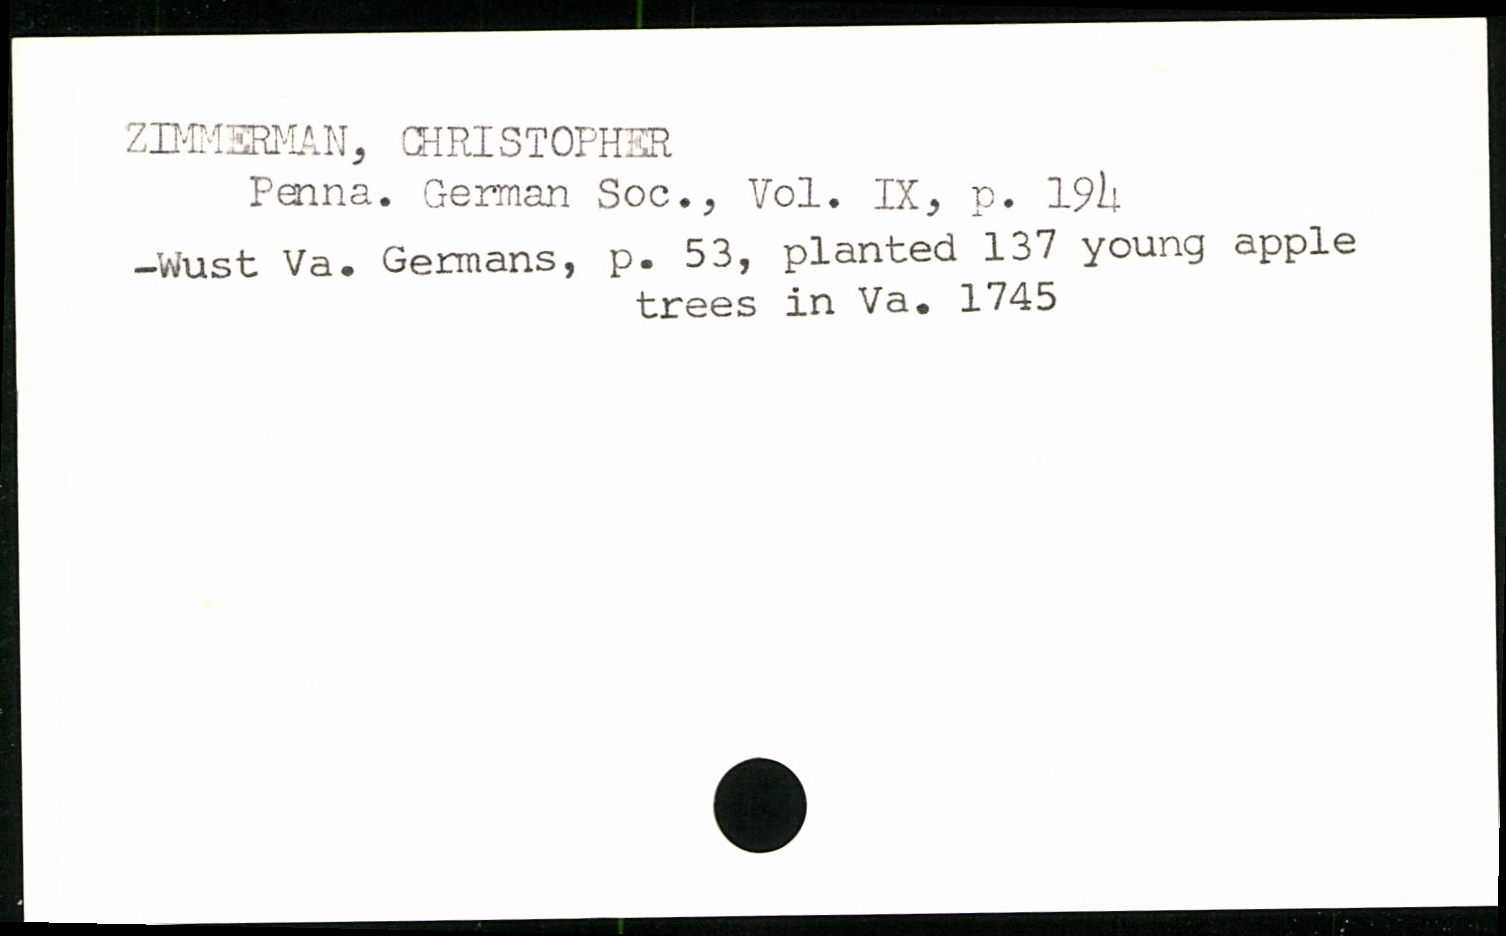 ZIMMERMAN, CHRISTOPHER
Penna. German Soc., Vol. IX, p. 194
-Wust Va. Germans, p. 53, planted 137 young apple
trees in Va. 1745